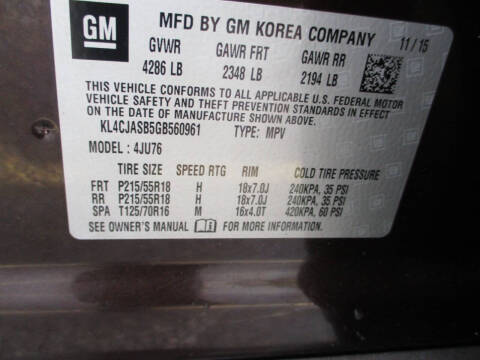 GM
MFD BY GM KOREA COMPANY 11/15
GVWR GAWR FRT GAWR RR
4286 LB 2348 LB 2194 LB
THIS VEHICLE CONFORMS TO ALL APPLICABLE U.S. FEDERAL MOTOR
VEHICLE SAFETY AND THEFT PREVENTION STANDARDS IN EFFECT
ON THE DATE OF MANUFACTURE SHOWN ABOVE.
KL4CJASB5GB560961 TYPE: MPV
MODEL : 4JU76
TIRE SIZE SPEED RTG RIM COLD TIRE PRESSURE
FRT P215/55R18 H 18x7.0J 240KPA, 35 PSI
RR P215/55R18 H 18x7.0J 240KPA, 35 PSI
SPA T125/70R16 M 16x4.0T 420KPA, 60 PSI
SEE OWNER'S MANUAL FOR MORE INFORMATION.